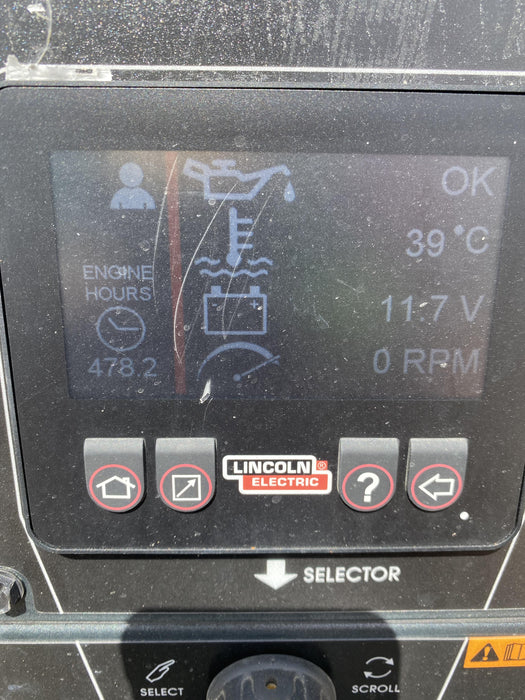 OK
39 °C
ENGINE
HOURS
11.7 V
478.2
0 RPM
LINCOLN®
ELECTRIC
?
SELECTOR
SELECT
SCROLL